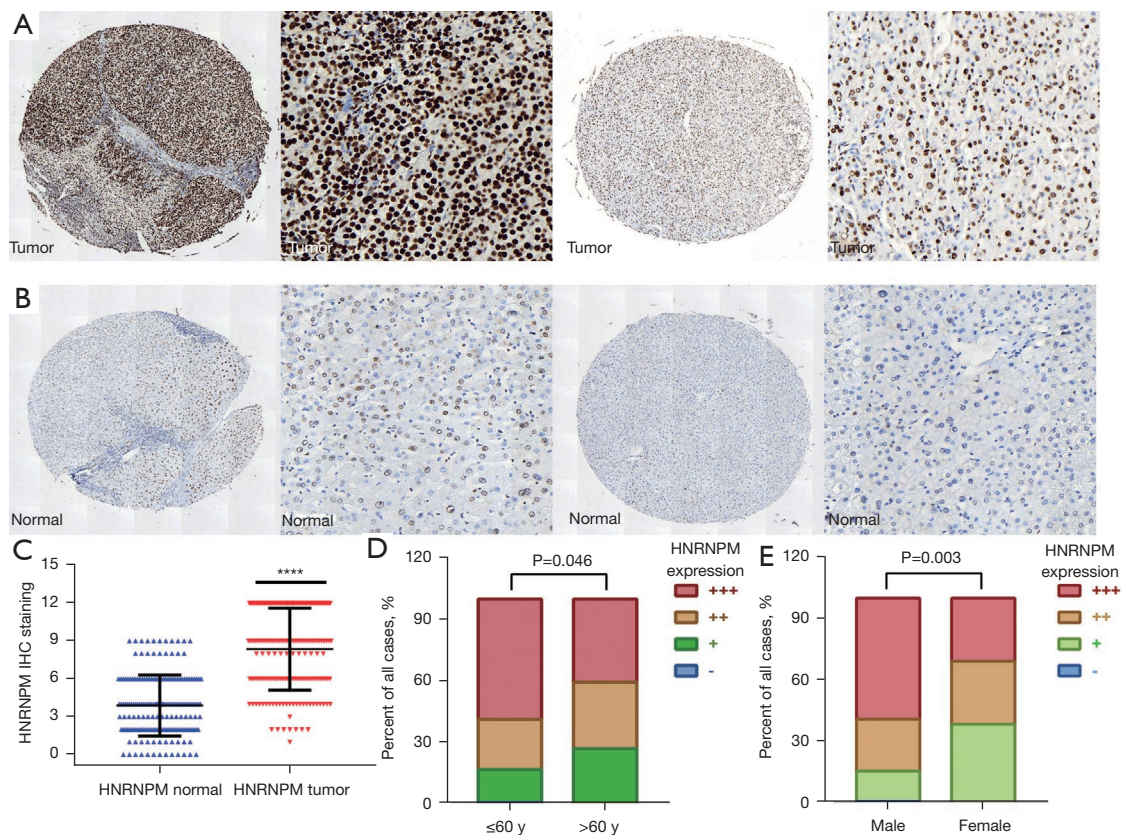 A
Tumor
Tumor
Tumor
Tumor
B
Normal
Normal
Normal
Normal
C
15
12
9
6
3
0
HNRNPM IHC staining
****
HNRNPM normal
HNRNPM tumor
D
120
90
60
30
0
Percent of all cases, %
P=0.046
≤60 y
>60 y
HNRNPM
expression
+++
++
+
-
E
120
90
60
30
0
Percent of all cases, %
P=0.003
Male
Female
HNRNPM
expression
+++
++
+
-